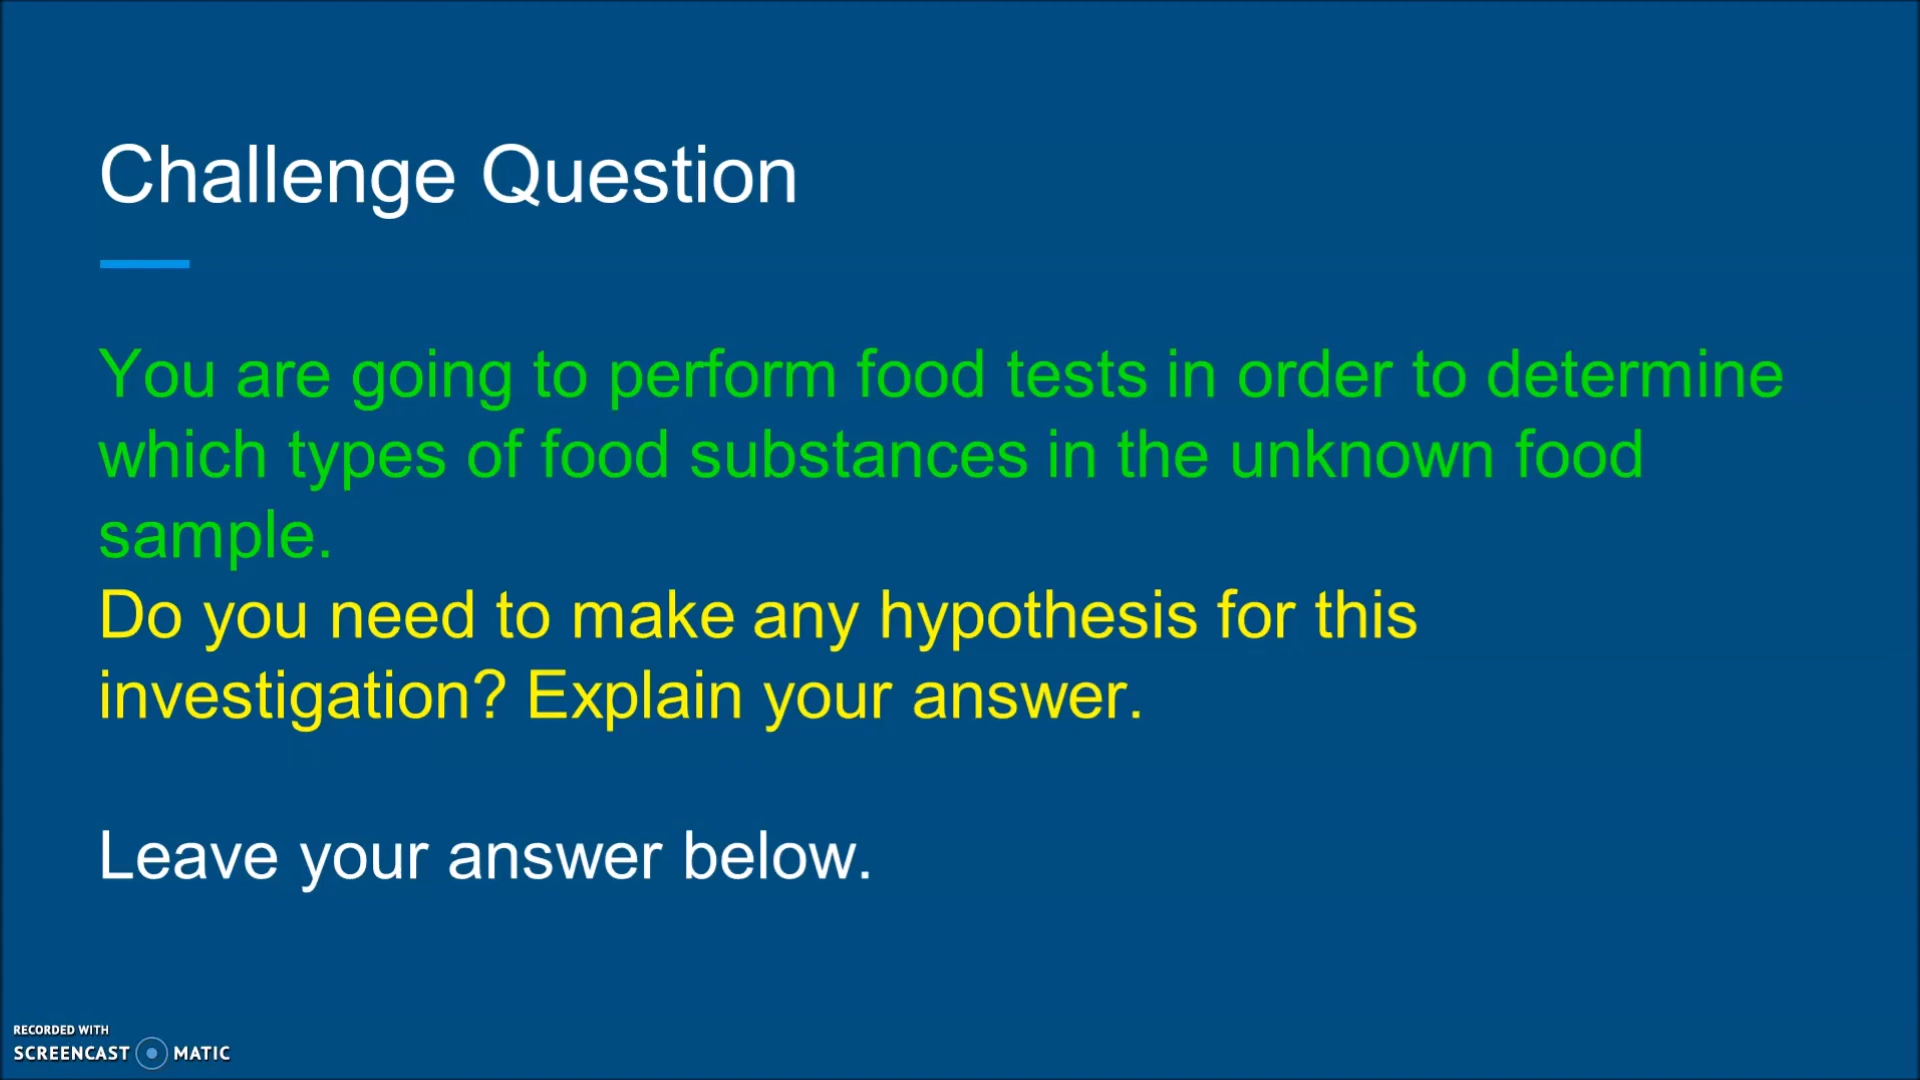 Challenge Question
You are going to perform food tests in order to determine
which types of food substances in the unknown food
sample.
Do you need to make any hypothesis for this
investigation? Explain your answer.
Leave your answer below.
RECORDED WITH
SCREENCAST MATIC